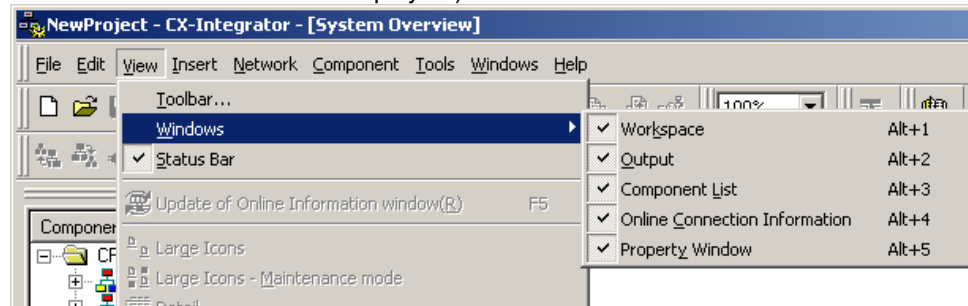 NewProject - CX-Integrator - [System Overview]
File Edit View Insert Network Component Tools Windows Help
Toolbar...
100%
Windows
Workspace Alt+1
Status Bar
Output Alt+2
Component List Alt+3
Update of Online Information window(R) F5
Online Connection Information Alt+4
Large Icons
Property Window Alt+5
Large Icons - Maintenance mode
Detail